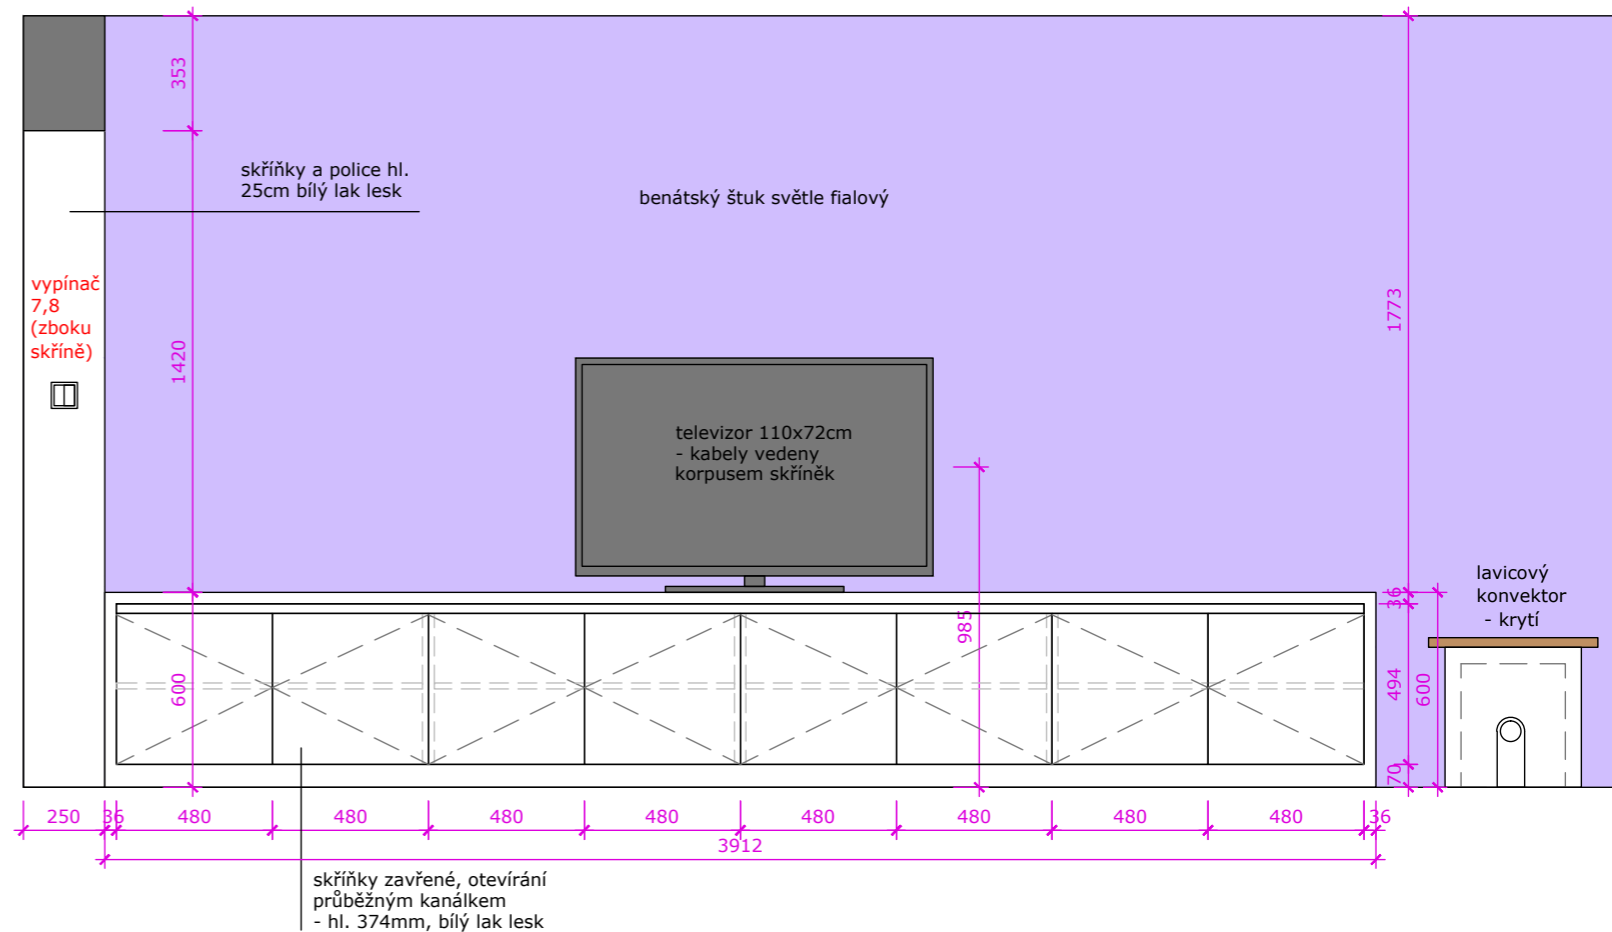 353
1773
skříňky a police hl.
25cm bílý lak lesk
benátský štuk světle fialový
vypínač
7,8
(zboku
skříně)
1420
televizor 110x72cm
- kabely vedeny
korpusem skříněk
985
600
36
494
600
70
lavicový
konvektor
- krytí
250 36 480 480 480 480 480 480 480 480 36
3912
skříňky zavřené, otevírání
průběžným kanálkem
- hl. 374mm, bílý lak lesk